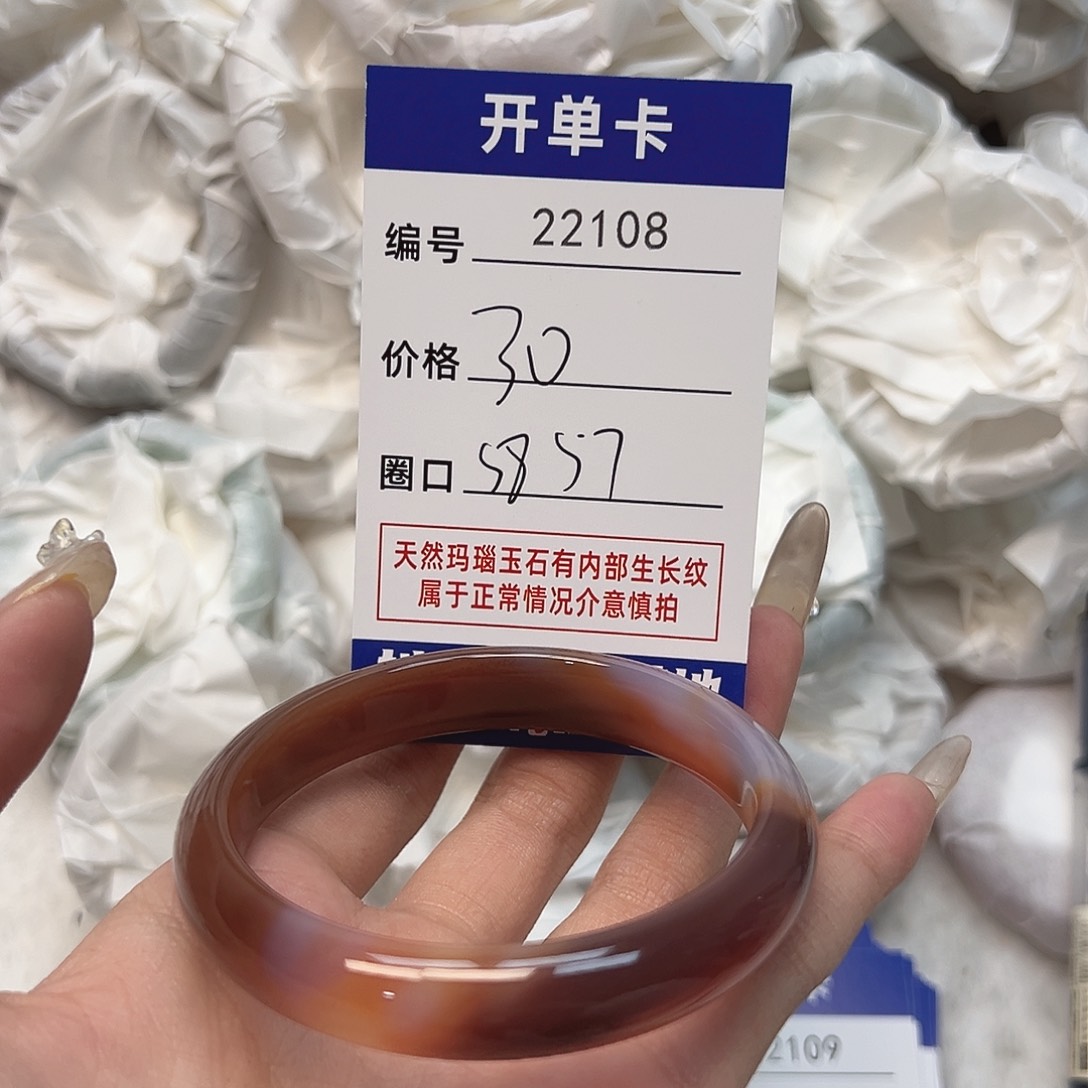 开单卡
编号 22108
价格 30
圈口 58 57
天然玛瑙玉石有内部生长纹
属于正常情况介意慎拍
2109